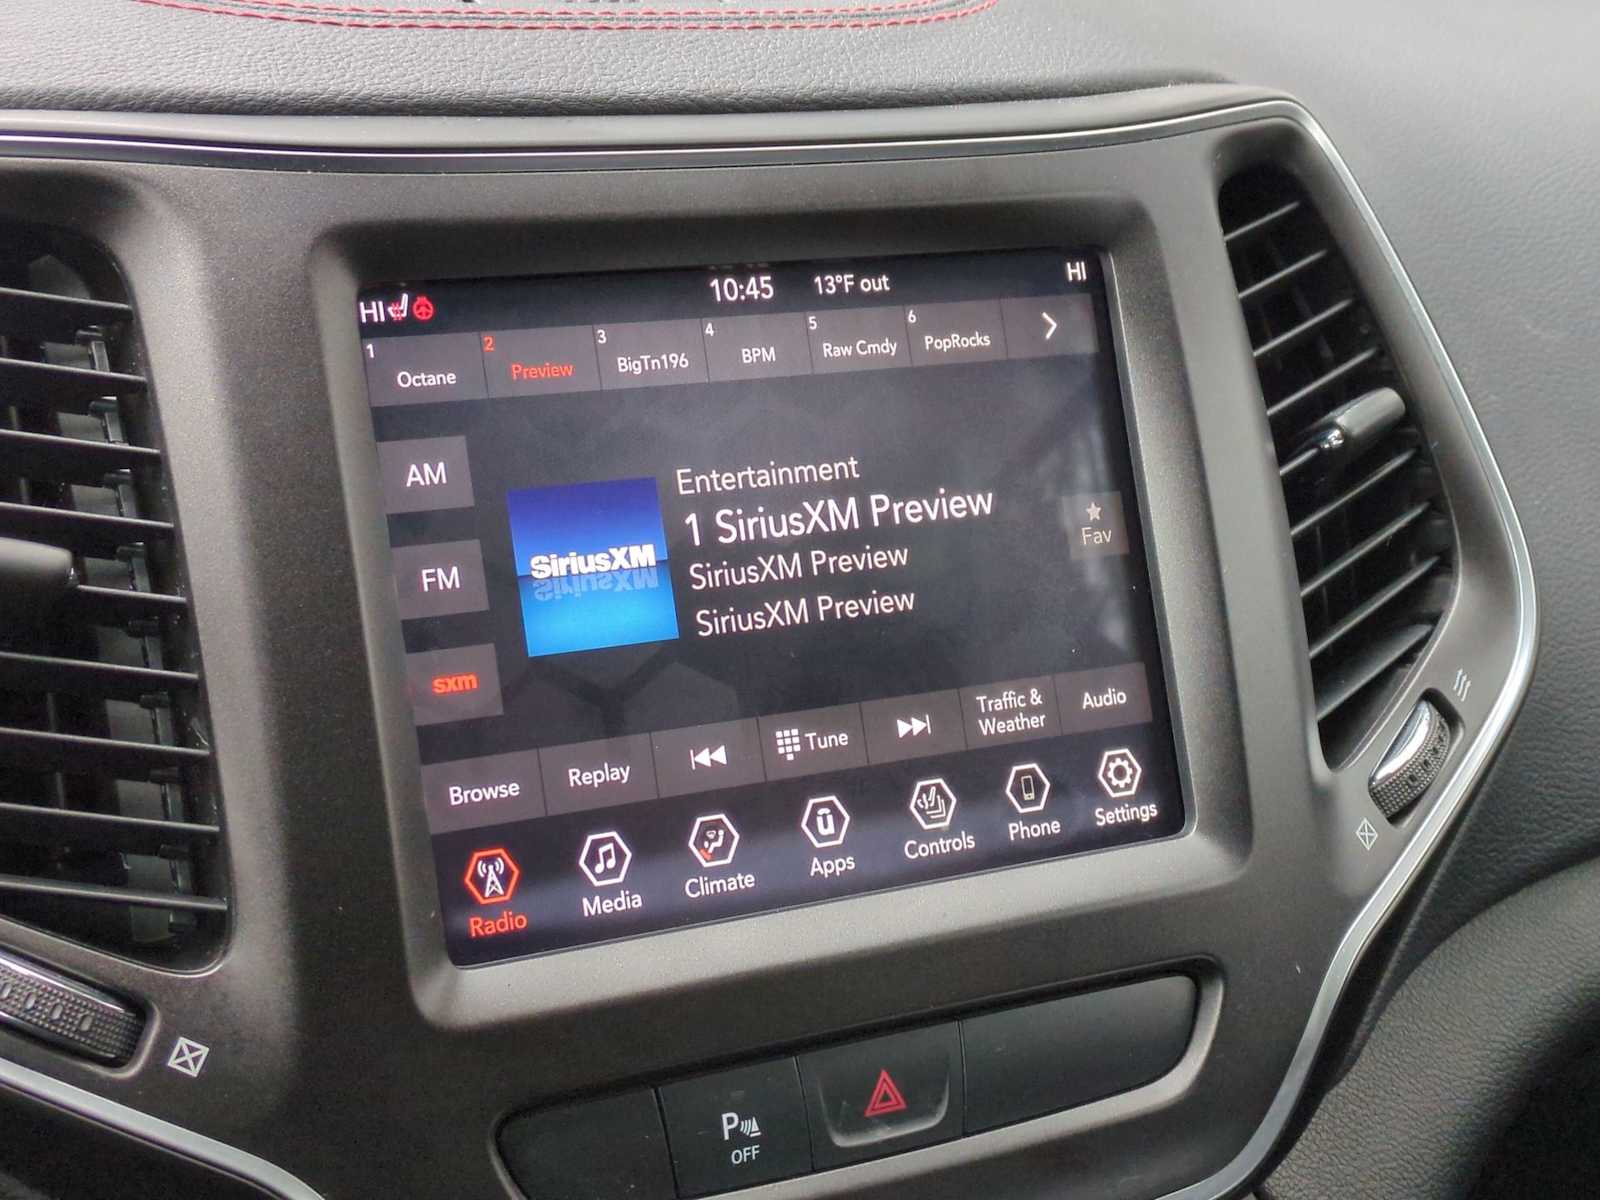 HI 10:45 13°F out HI
1 Octane 2 Preview 3 BigTn196 4 BPM 5 Raw Cmdy 6 PopRocks
AM
FM
sxm
SiriusXM
Entertainment
1 SiriusXM Preview
SiriusXM Preview
SiriusXM Preview
Fav
Browse Replay Tune Traffic & Weather Audio
Radio Media Climate Apps Controls Phone Settings
P
OFF